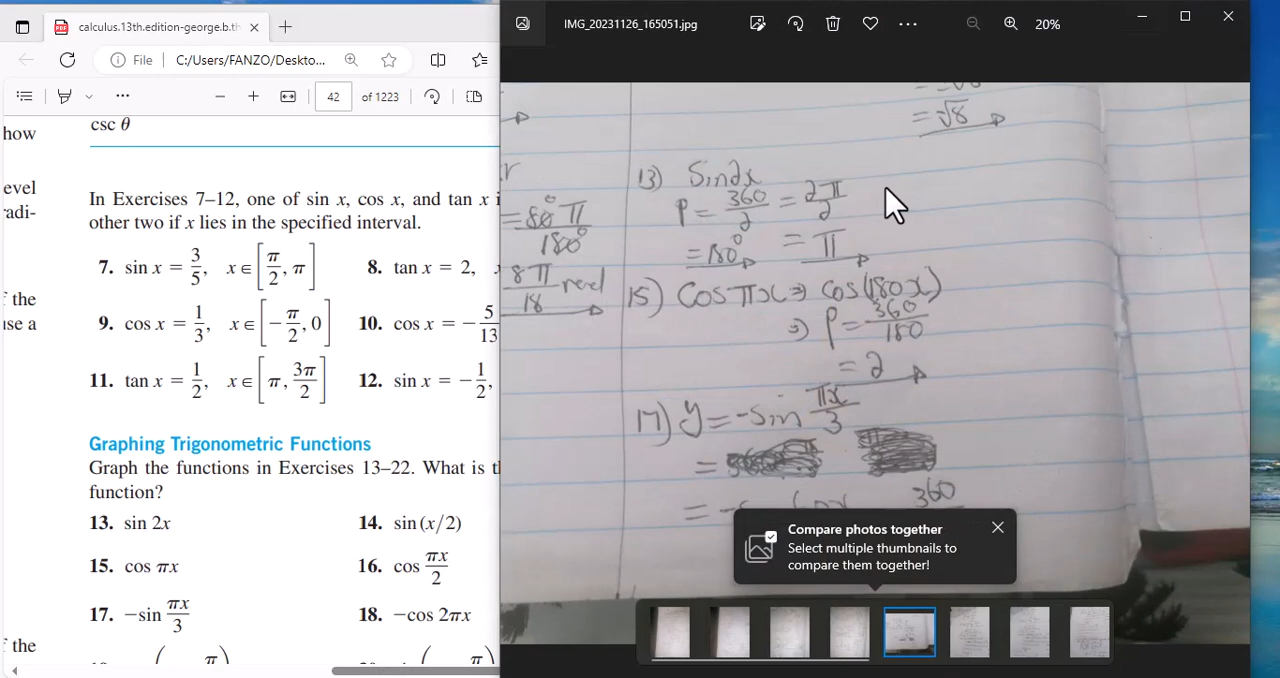 calculus.13th.edition-george.b.th
File C:/Users/FANZO/Deskto...
42 of 1223
how
evel
radi-
f the
use a
f the
csc θ
In Exercises 7–12, one of sin x, cos x, and tan x i
other two if x lies in the specified interval.
7. sin x = 3/5, x ∈ [π/2, π] 8. tan x = 2,
9. cos x = 1/3, x ∈ [-π/2, 0] 10. cos x = -5/13
11. tan x = 1/2, x ∈ [π, 3π/2] 12. sin x = -1/2,
Graphing Trigonometric Functions
Graph the functions in Exercises 13–22. What is t
function?
13. sin 2x 14. sin (x/2)
15. cos πx 16. cos πx/2
17. -sin πx/3 18. -cos 2πx
IMG_20231126_165051.jpg
20%
= √8
= 80° π / 180°
8π / 18
13) Sin2x
P = 360/2 = 2π/2
= 180° = π
15) Cos πx ⇒ cos(180x)
⇒ P = 360/180
= 2
17) y = -sin πx/3
=
= - 360
Compare photos together
Select multiple thumbnails to
compare them together!